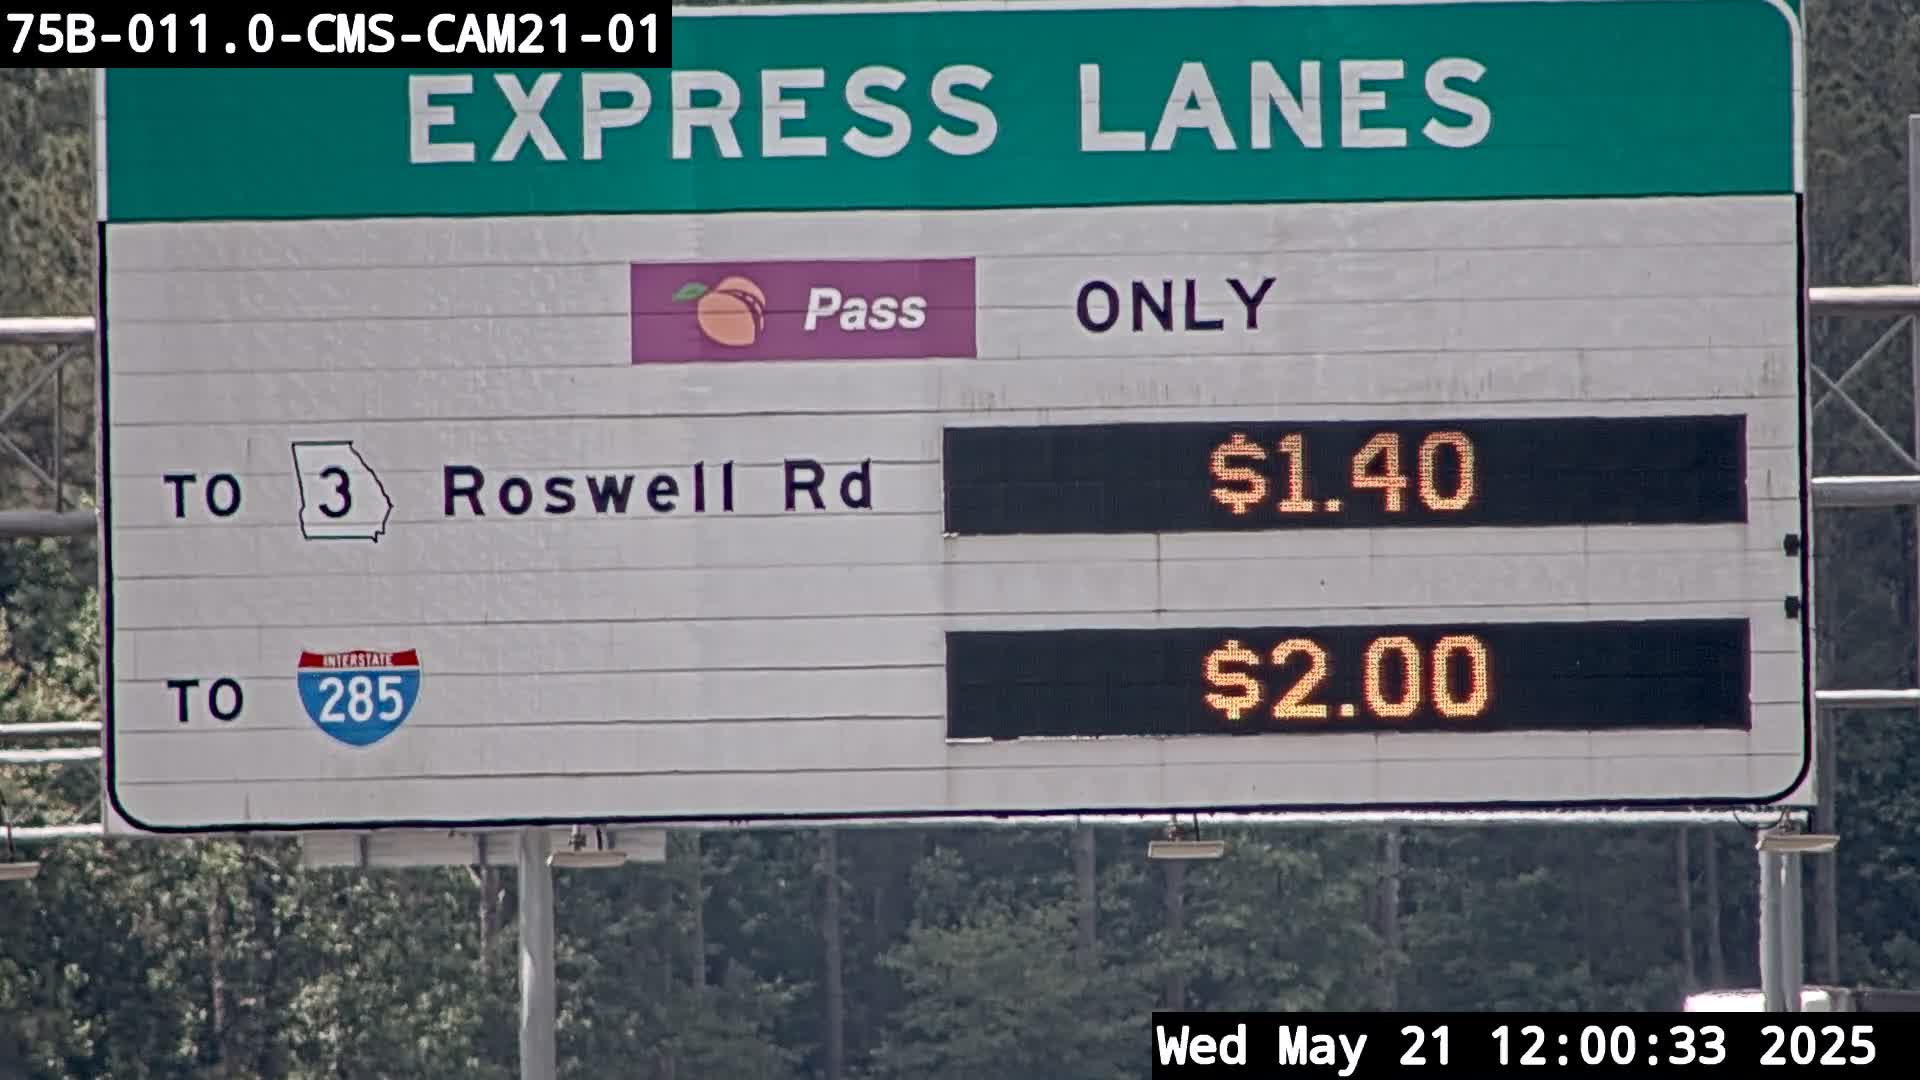 75B-011.0-CMS-CAM21-01
EXPRESS LANES
Pass ONLY
TO 3 Roswell Rd $1.40
TO INTERSTATE 285 $2.00
Wed May 21 12:00:33 2025